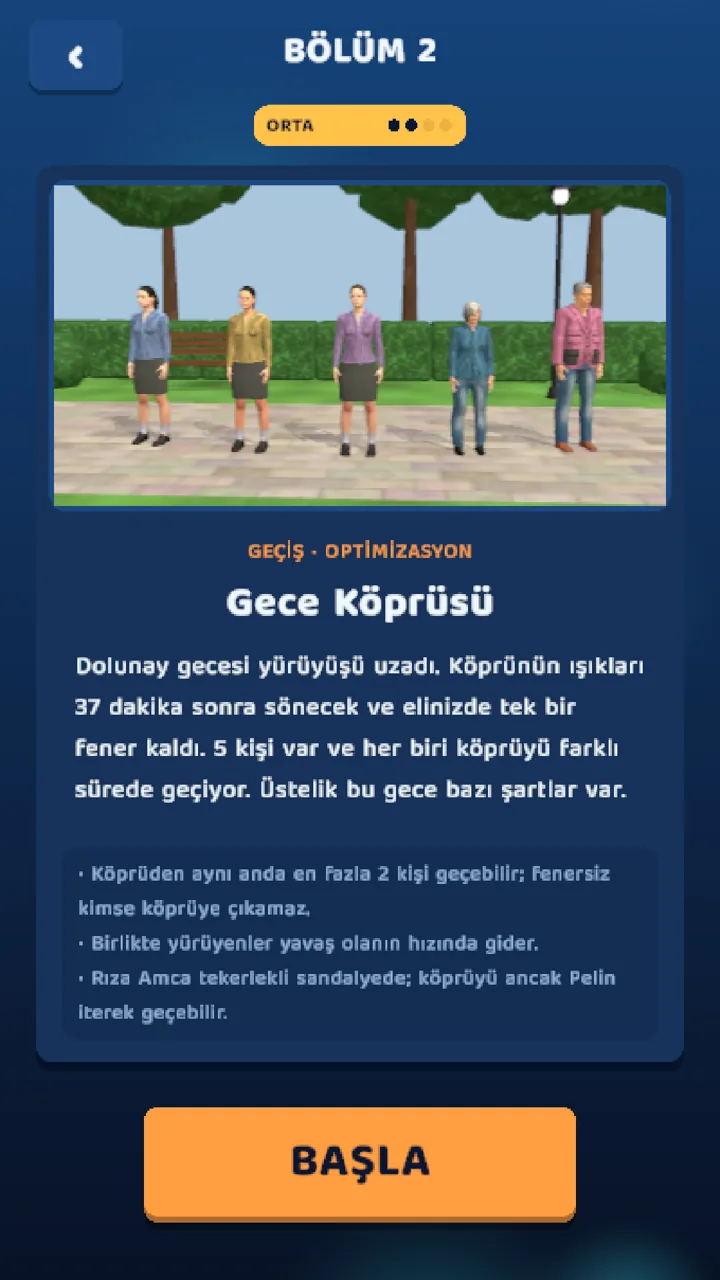 BÖLÜM 2
ORTA
GEÇİŞ · OPTİMİZASYON
Gece Köprüsü
Dolunay gecesi yürüyüşü uzadı. Köprünün ışıkları
37 dakika sonra sönecek ve elinizde tek bir
fener kaldı. 5 kişi var ve her biri köprüyü farklı
sürede geçiyor. Üstelik bu gece bazı şartlar var.
• Köprüden aynı anda en fazla 2 kişi geçebilir; fenersiz
kimse köprüye çıkamaz.
• Birlikte yürüyenler yavaş olanın hızında gider.
• Rıza Amca tekerlekli sandalyede; köprüyü ancak Pelin
iterek geçebilir.
BAŞLA